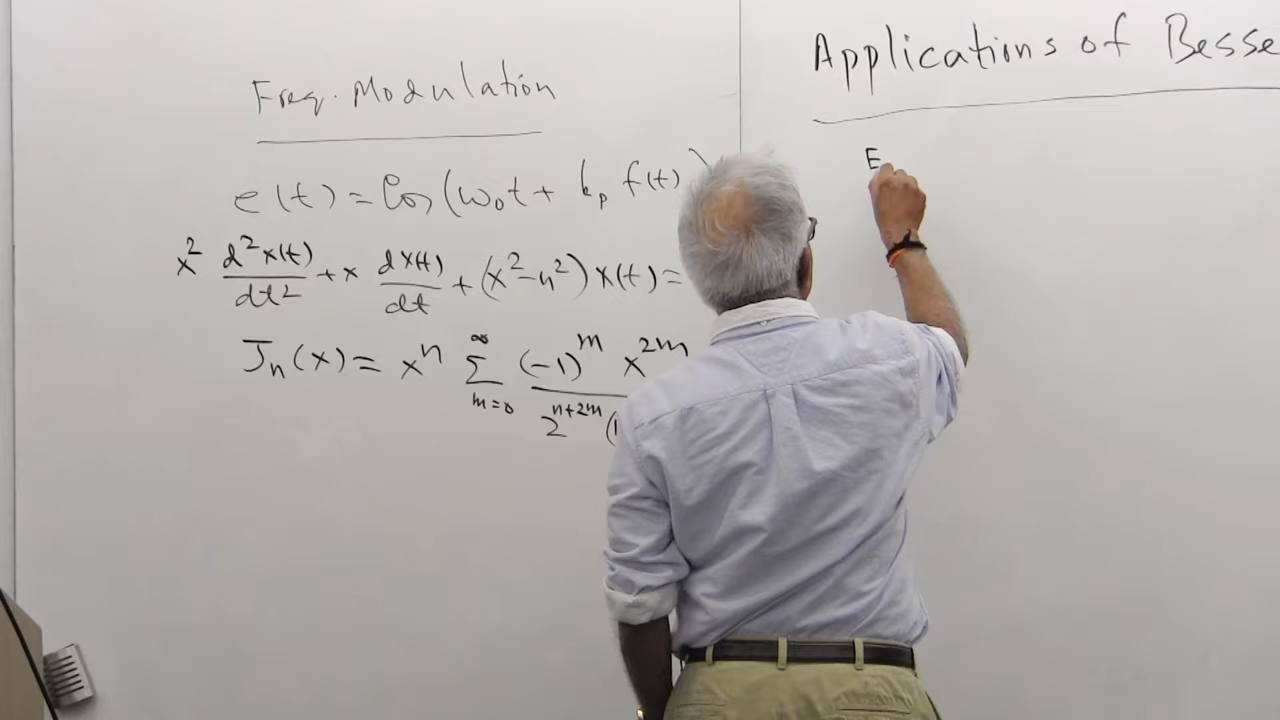 Freq. Modulation
e(t) = Cos(ω₀t + kₚ f(t))
x² d²x(t)/dt² + x dx(t)/dt + (x² - n²) x(t) =
Jₙ(x) = xⁿ ∑_{m=0}^{∞} (-1)^m x^{2m} / 2^{n+2m} (
Applications of Besse
E